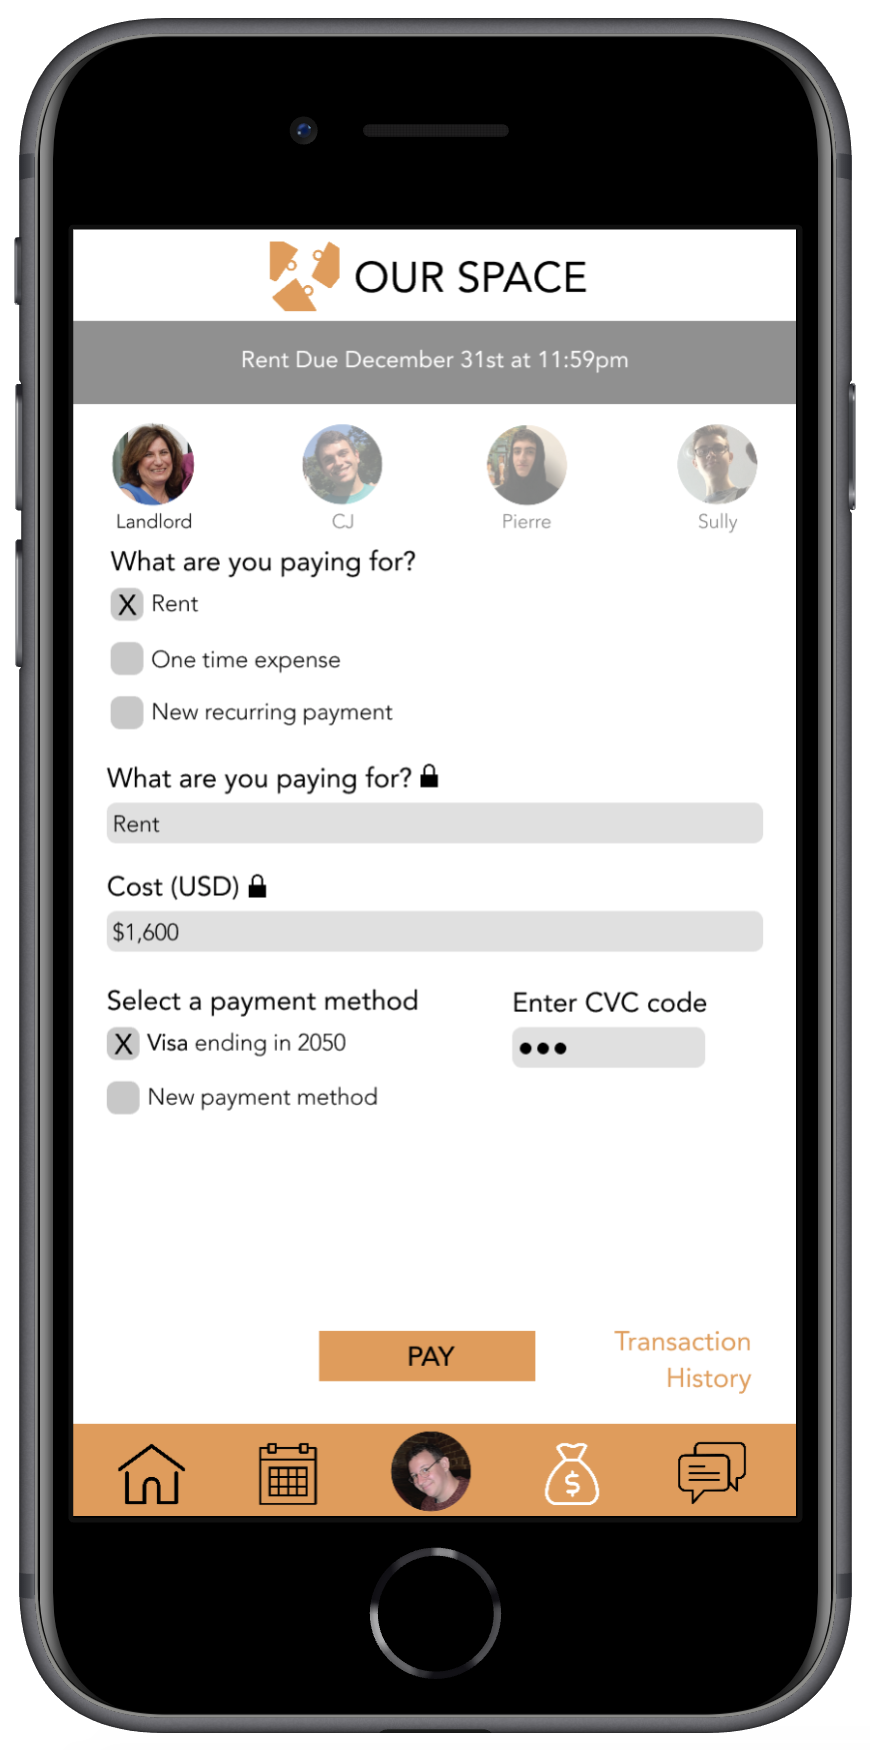 OUR SPACE
Rent Due December 31st at 11:59pm
Landlord
CJ
Pierre
Sully
What are you paying for?
X Rent
One time expense
New recurring payment
What are you paying for?
Rent
Cost (USD)
$1,600
Select a payment method
Enter CVC code
X Visa ending in 2050
●●●
New payment method
PAY
Transaction
History
$